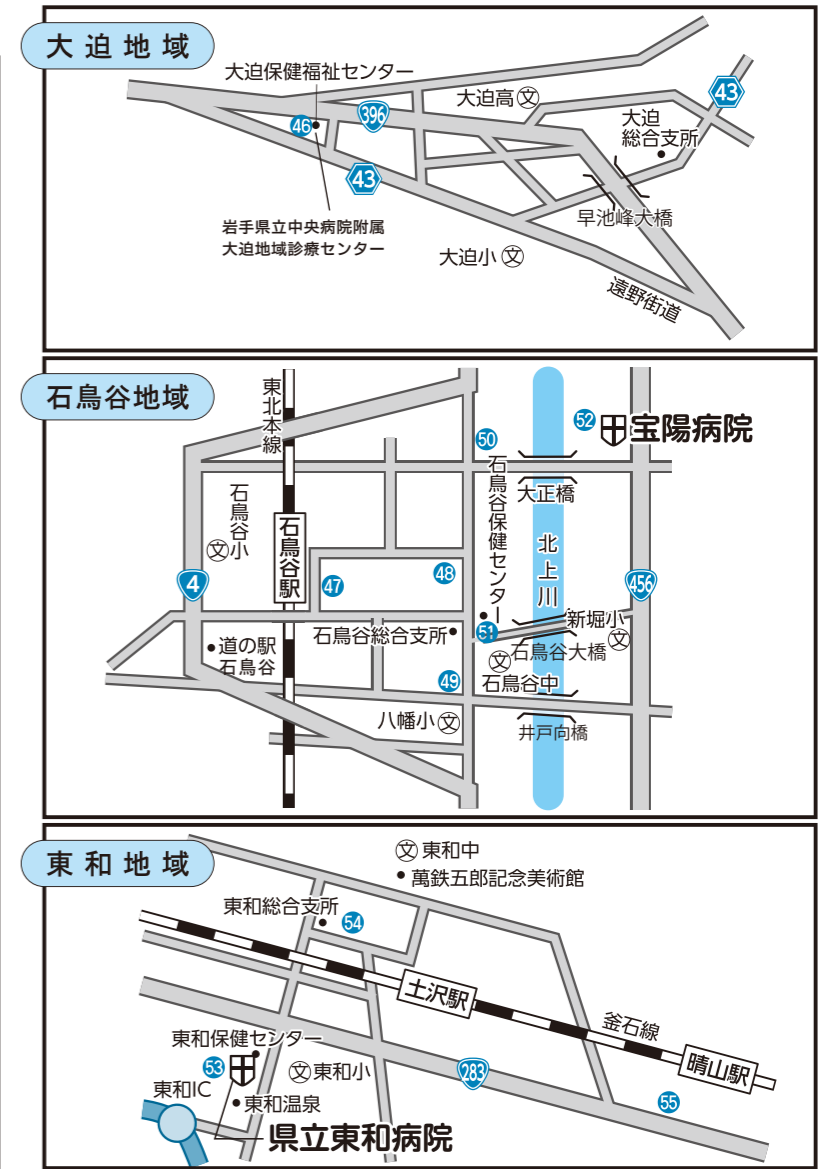 大迫地域
大迫保健福祉センター
大迫高
文
396
43
46
大迫
総合支所
43
早池峰大橋
岩手県立中央病院附属
大迫地域診療センター
大迫小
文
遠野街道
石鳥谷地域
東北本線
50
52
宝陽病院
石鳥谷小
文
石鳥谷保健センター
大正橋
石鳥谷駅
北上川
4
47
48
456
新堀小
文
道の駅
石鳥谷
石鳥谷総合支所
51
文
石鳥谷大橋
49
石鳥谷中
八幡小
文
井戸向橋
東和地域
文
東和中
萬鉄五郎記念美術館
東和総合支所
54
土沢駅
釜石線
東和保健センター
53
文
東和小
283
晴山駅
東和IC
東和温泉
55
県立東和病院